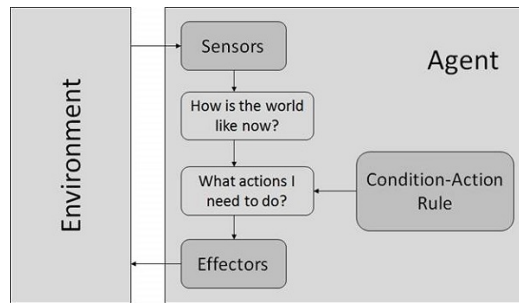 Environment
Sensors
Agent
How is the world
like now?
What actions I
need to do?
Condition-Action
Rule
Effectors